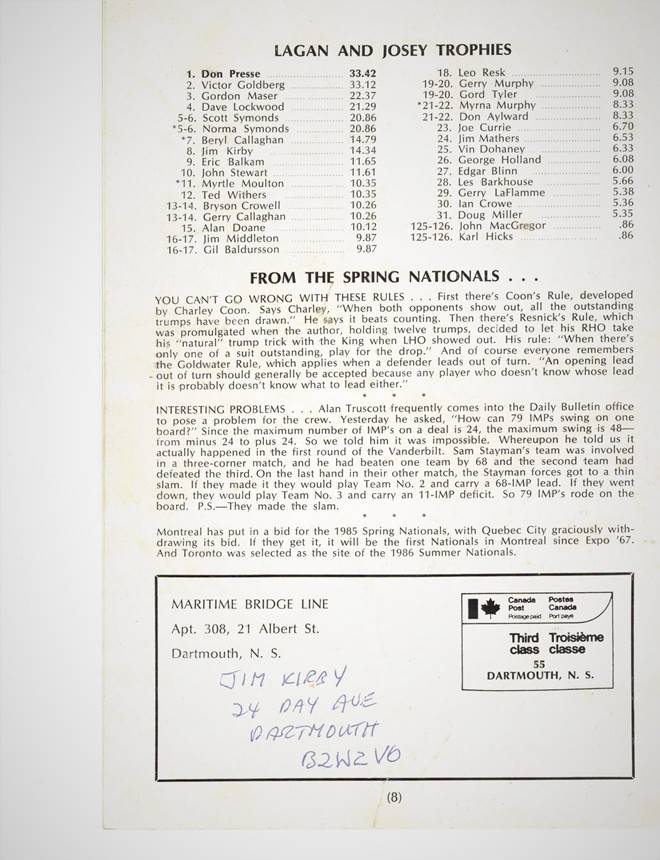 LAGAN AND JOSEY TROPHIES
1. Don Presse 33.42
2. Victor Goldberg 33.12
3. Gordon Maser 22.37
4. Dave Lockwood 21.29
5-6. Scott Symonds 20.86
*5-6. Norma Symonds 20.86
*7. Beryl Callaghan 14.79
8. Jim Kirby 14.34
9. Eric Balkam 11.65
10. John Stewart 11.61
*11. Myrtle Moulton 10.35
12. Ted Withers 10.35
13-14. Bryson Crowell 10.26
13-14. Gerry Callaghan 10.26
15. Alan Doane 10.12
16-17. Jim Middleton 9.87
16-17. Gil Baldursson 9.87
18. Leo Resk 9.15
19-20. Gerry Murphy 9.08
19-20. Gord Tyler 9.08
*21-22. Myrna Murphy 8.33
21-22. Don Aylward 8.33
23. Joe Currie 6.70
24. Jim Mathers 6.53
25. Vin Dohaney 6.33
26. George Holland 6.08
27. Edgar Blinn 6.00
28. Les Barkhouse 5.66
29. Gerry LaFlamme 5.38
30. Ian Crowe 5.36
31. Doug Miller 5.35
125-126. John MacGregor .86
125-126. Karl Hicks .86
FROM THE SPRING NATIONALS . . .
YOU CAN'T GO WRONG WITH THESE RULES . . . First there's Coon's Rule, developed
by Charley Coon. Says Charley, "When both opponents show out, all the outstanding
trumps have been drawn." He says it beats counting. Then there's Resnick's Rule, which
was promulgated when the author, holding twelve trumps, decided to let his RHO take
his "natural" trump trick with the King when LHO showed out. His rule: "When there's
only one of a suit outstanding, play for the drop." And of course everyone remembers
the Goldwater Rule, which applies when a defender leads out of turn. "An opening lead
out of turn should generally be accepted because any player who doesn't know whose lead
it is probably doesn't know what to lead either."
* * *
INTERESTING PROBLEMS . . . Alan Truscott frequently comes into the Daily Bulletin office
to pose a problem for the crew. Yesterday he asked, "How can 79 IMPs swing on one
board?" Since the maximum number of IMP's on a deal is 24, the maximum swing is 48—
from minus 24 to plus 24. So we told him it was impossible. Whereupon he told us it
actually happened in the first round of the Vanderbilt. Sam Stayman's team was involved
in a three-corner match, and he had beaten one team by 68 and the second team had
defeated the third. On the last hand in their other match, the Stayman forces got to a thin
slam. If they made it they would play Team No. 2 and carry a 68-IMP lead. If they went
down, they would play Team No. 3 and carry an 11-IMP deficit. So 79 IMP's rode on the
board. P.S.—They made the slam.
* * *
Montreal has put in a bid for the 1985 Spring Nationals, with Quebec City graciously with-
drawing its bid. If they get it, it will be the first Nationals in Montreal since Expo '67.
And Toronto was selected as the site of the 1986 Summer Nationals.
MARITIME BRIDGE LINE
Apt. 308, 21 Albert St.
Dartmouth, N. S.
JIM KIRBY
24 DAY AVE
DARTMOUTH
B2W2V0
Canada Postes
Post Canada
Postage paid Port payé
Third Troisième
class classe
55
DARTMOUTH, N. S.
(8)